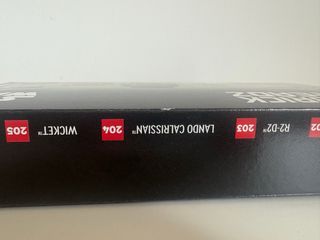 R2-D2™ 203 LANDO CALRISSIAN™ 204 WICKET™ 205